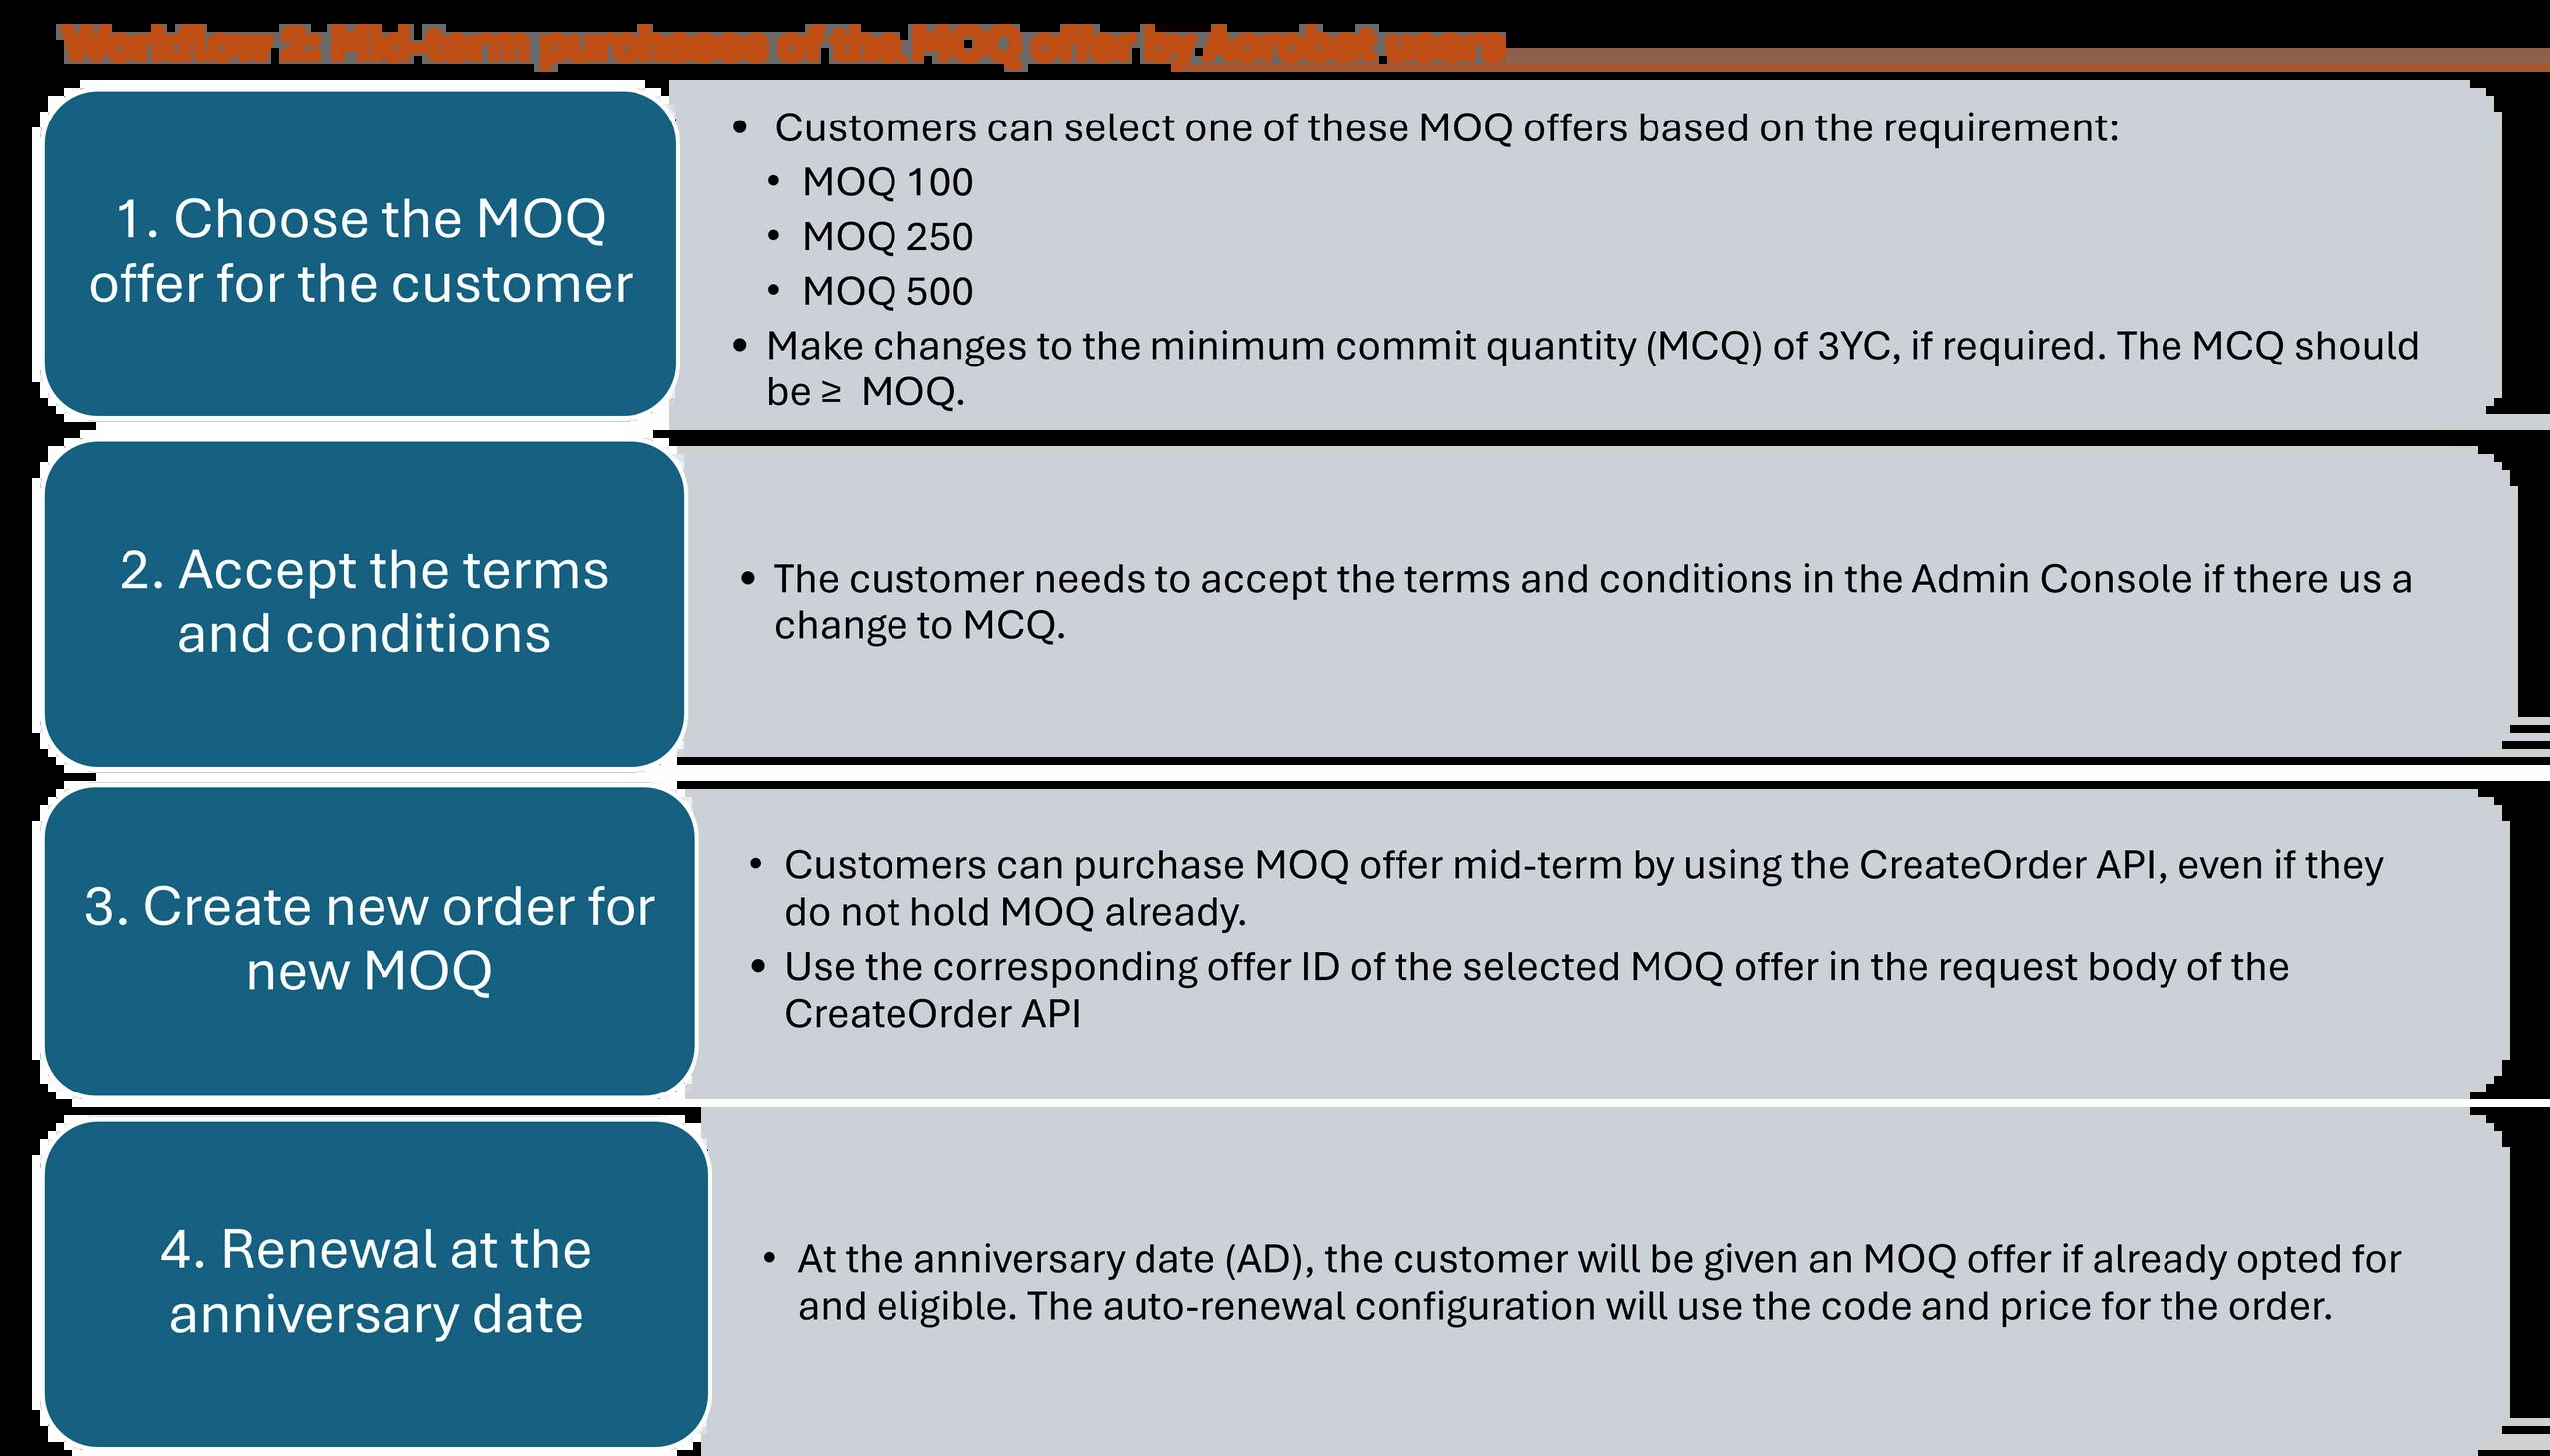 Workflow 2: Mid-term purchases of the MOQ offer by Acrobat users
1. Choose the MOQ
offer for the customer
• Customers can select one of these MOQ offers based on the requirement:
• MOQ 100
• MOQ 250
• MOQ 500
• Make changes to the minimum commit quantity (MCQ) of 3YC, if required. The MCQ should
be ≥ MOQ.
2. Accept the terms
and conditions
• The customer needs to accept the terms and conditions in the Admin Console if there us a
change to MCQ.
3. Create new order for
new MOQ
• Customers can purchase MOQ offer mid-term by using the CreateOrder API, even if they
do not hold MOQ already.
• Use the corresponding offer ID of the selected MOQ offer in the request body of the
CreateOrder API
4. Renewal at the
anniversary date
• At the anniversary date (AD), the customer will be given an MOQ offer if already opted for
and eligible. The auto-renewal configuration will use the code and price for the order.